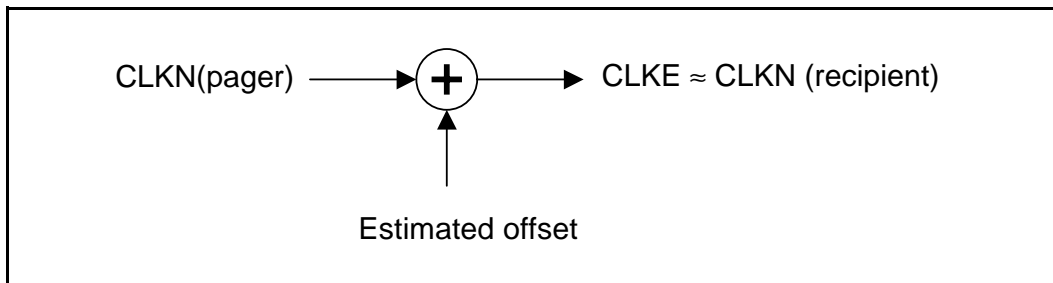 CLKN(pager) + CLKE ≈ CLKN (recipient)
Estimated offset